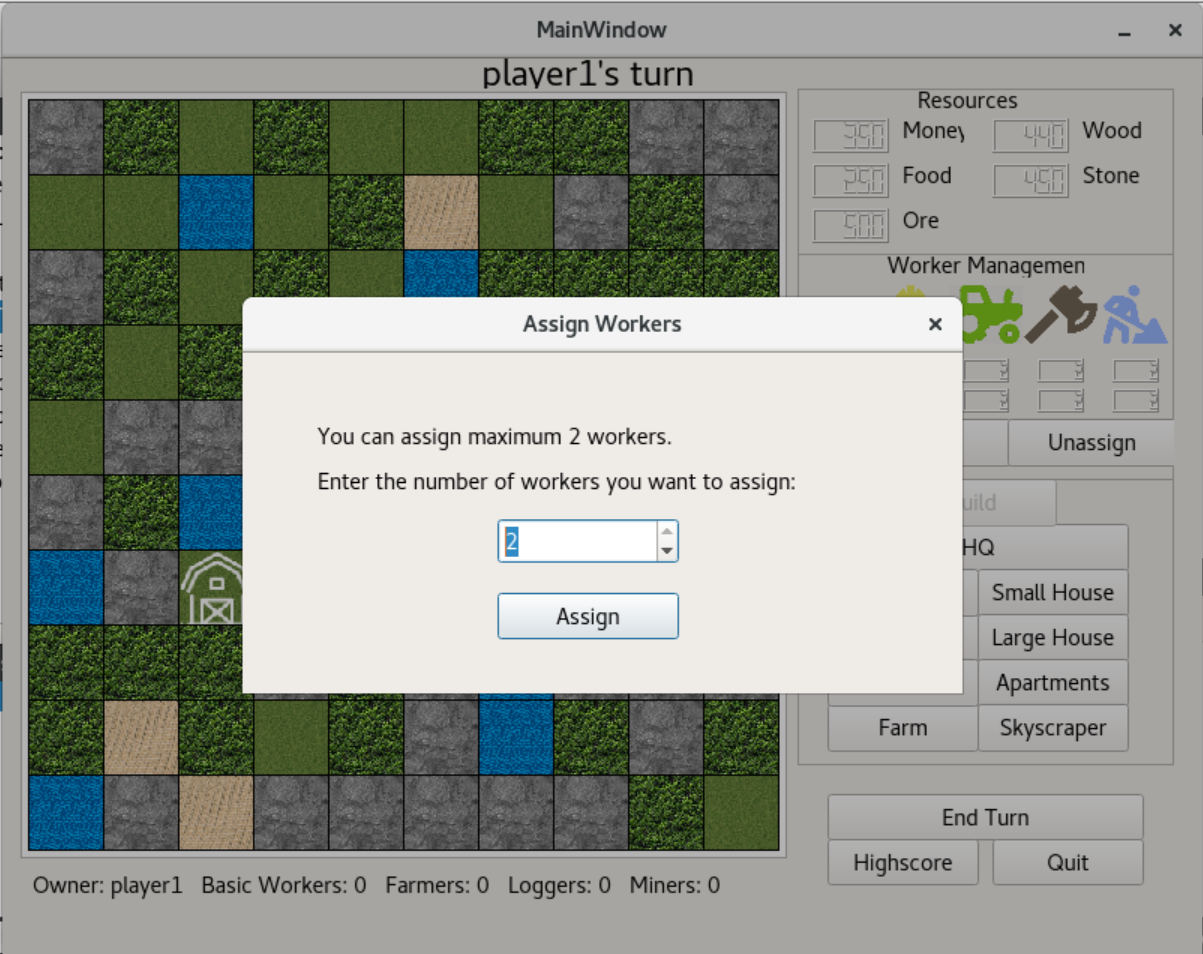 MainWindow
player1's turn
Resources
350 Money 440 Wood
250 Food 450 Stone
500 Ore
Worker Managemen
Assign Workers
You can assign maximum 2 workers.
Enter the number of workers you want to assign:
2
Assign
Unassign
uild
HQ
Small House
Large House
Apartments
Farm Skyscraper
End Turn
Highscore Quit
Owner: player1 Basic Workers: 0 Farmers: 0 Loggers: 0 Miners: 0